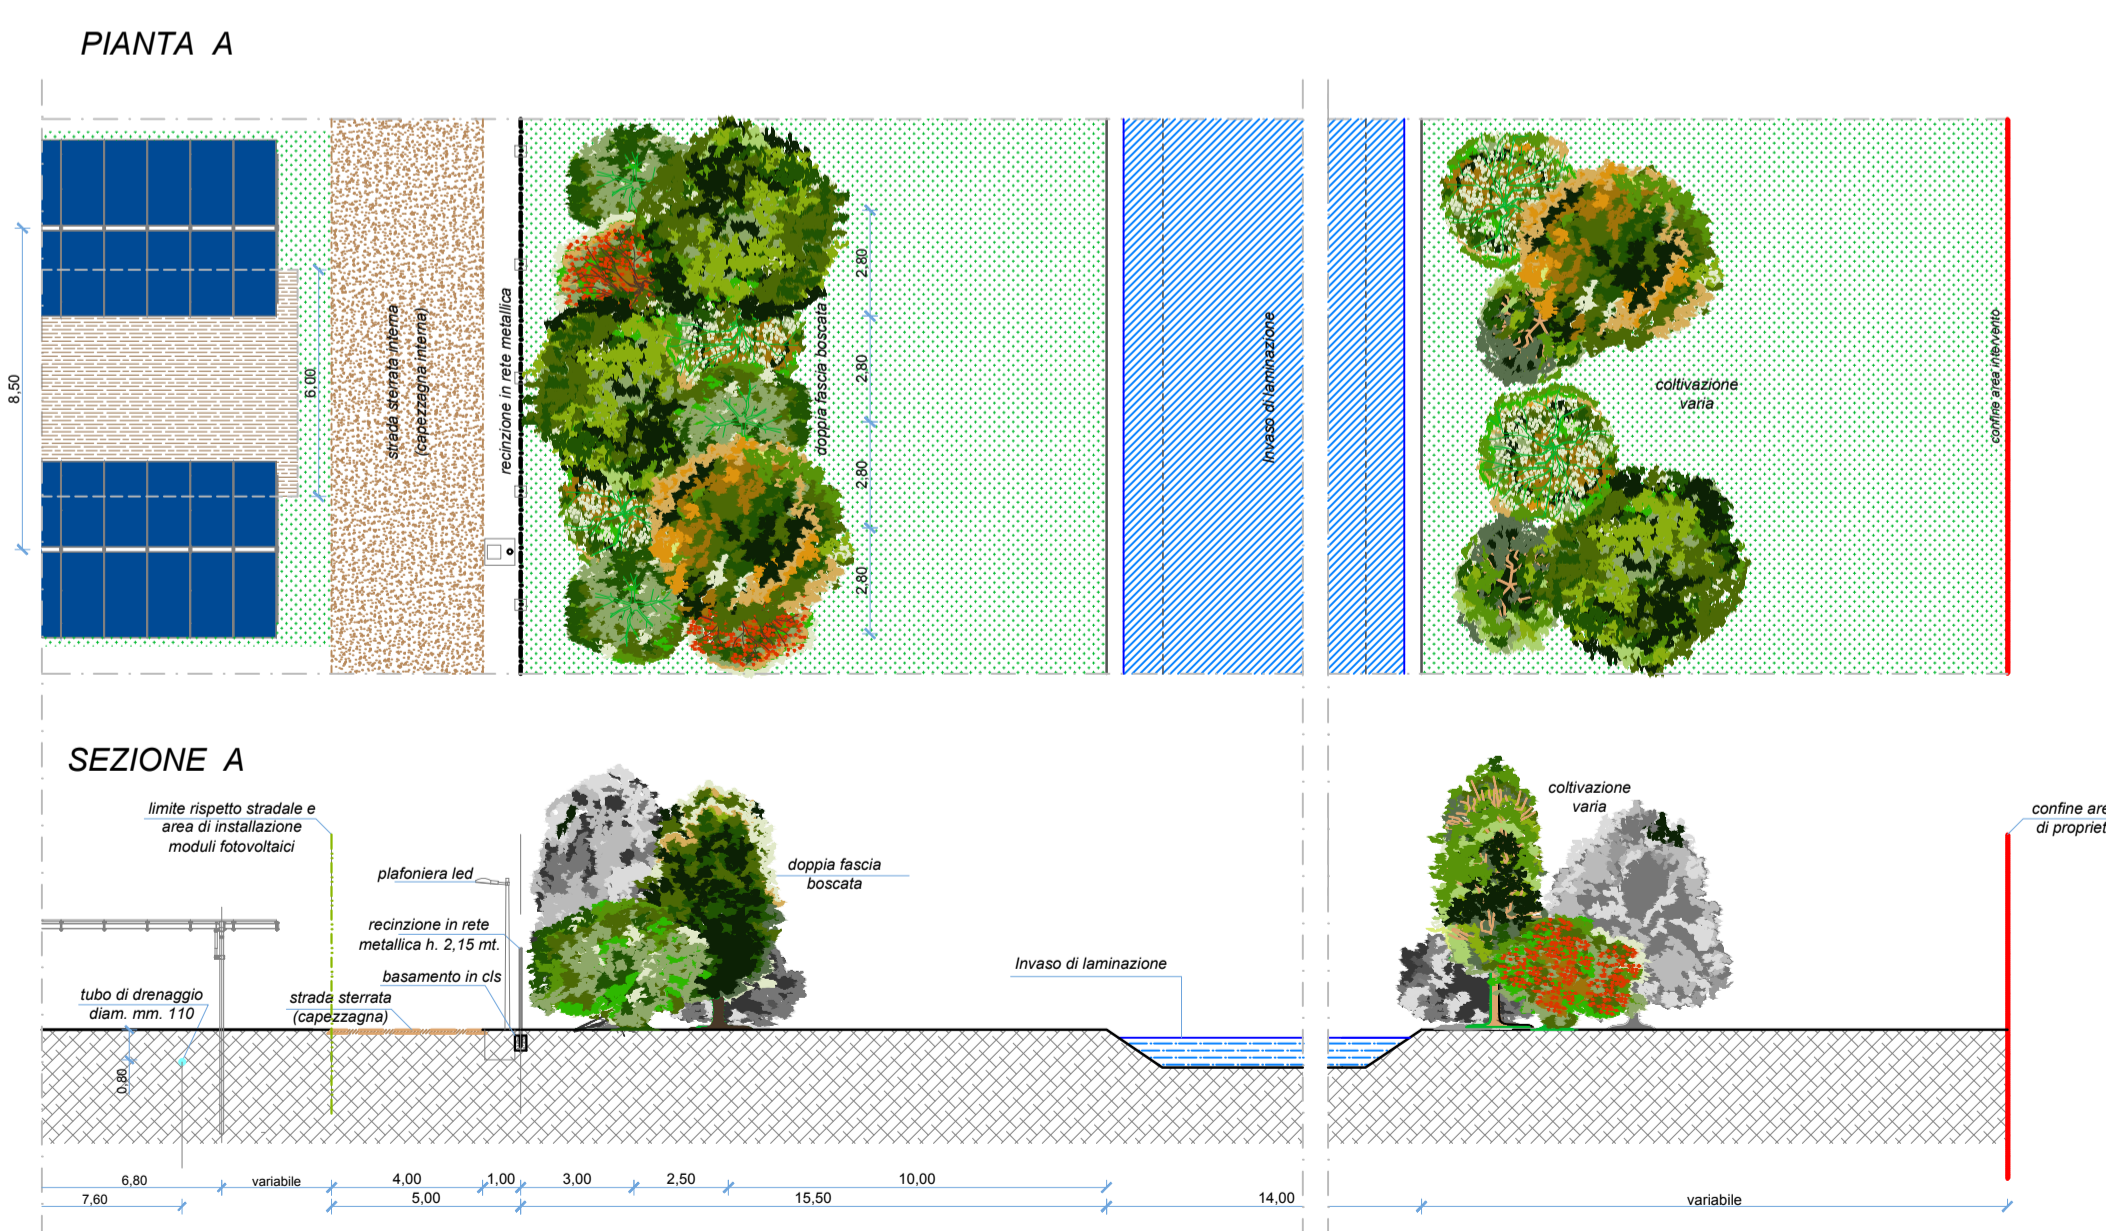 PIANTA A
8,50
6,00
strada sterrata interna
(capezzagna interna)
recinzione in rete metallica
2.80
2.80
2.80
2.80
doppia fascia boscata
Invaso di laminazione
coltivazione
varia
confine area intervento
SEZIONE A
limite rispetto stradale e
area di installazione
moduli fotovoltaici
plafoniera led
recinzione in rete
metallica h. 2,15 mt.
basamento in cls
tubo di drenaggio
diam. mm. 110
strada sterrata
(capezzagna)
0.80
doppia fascia
boscata
Invaso di laminazione
coltivazione
varia
confine are
di propriet
6,80
variabile
4,00
1,00
3,00
2,50
10,00
7,60
5,00
15,50
14,00
variabile